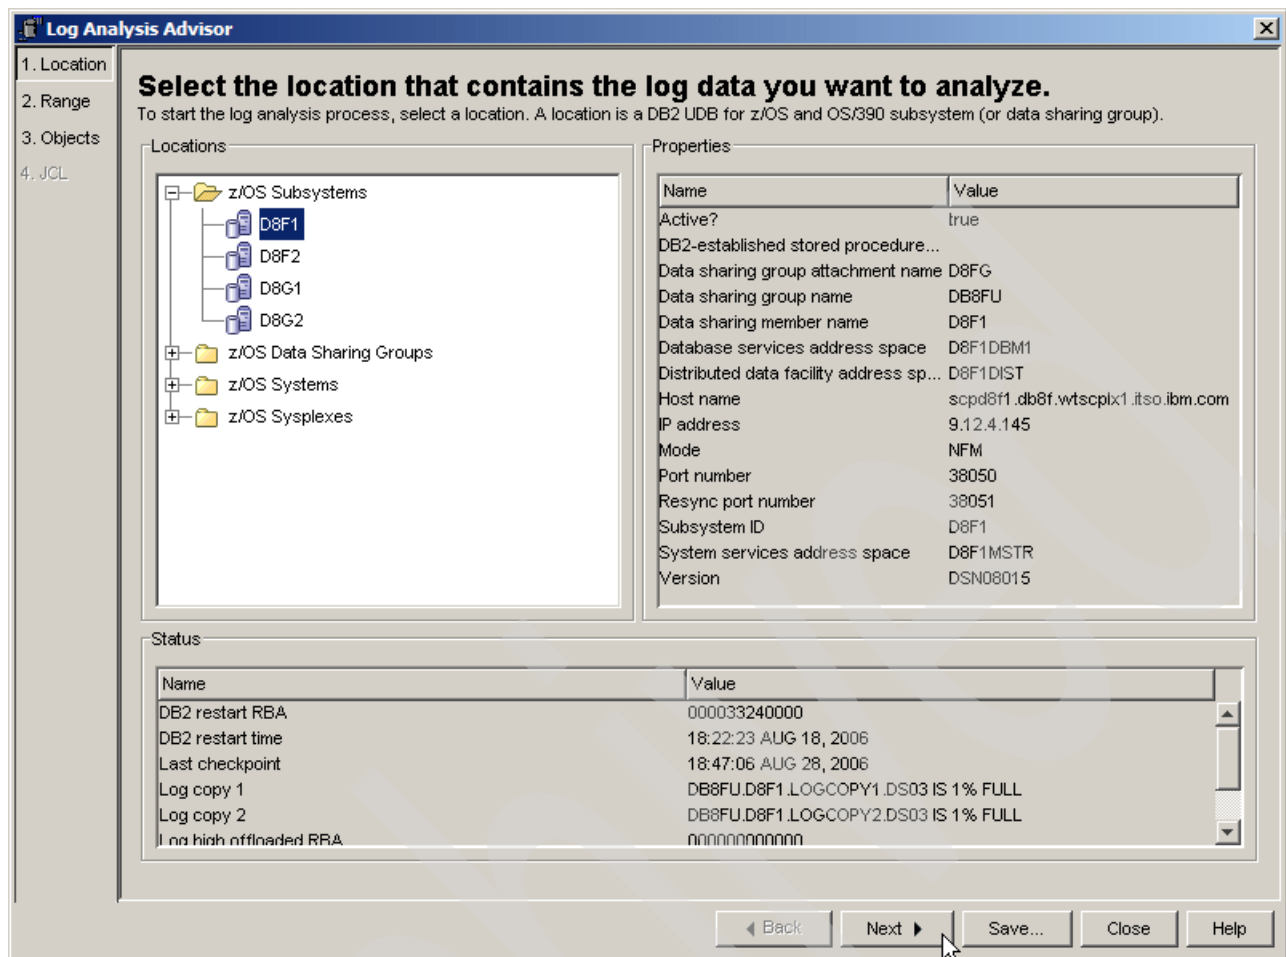 Log Analysis Advisor
1. Location
2. Range
3. Objects
4. JCL
Select the location that contains the log data you want to analyze.
To start the log analysis process, select a location. A location is a DB2 UDB for z/OS and OS/390 subsystem (or data sharing group).
Locations
z/OS Subsystems
D8F1
D8F2
D8G1
D8G2
z/OS Data Sharing Groups
z/OS Systems
z/OS Sysplexes
Properties
Name Value
Active? true
DB2-established stored procedure...
Data sharing group attachment name D8FG
Data sharing group name DB8FU
Data sharing member name D8F1
Database services address space D8F1DBM1
Distributed data facility address sp... D8F1DIST
Host name scpd8f1.db8f.wtscplx1.itso.ibm.com
IP address 9.12.4.145
Mode NFM
Port number 38050
Resync port number 38051
Subsystem ID D8F1
System services address space D8F1MSTR
Version DSN08015
Status
Name Value
DB2 restart RBA 000033240000
DB2 restart time 18:22:23 AUG 18, 2006
Last checkpoint 18:47:06 AUG 28, 2006
Log copy 1 DB8FU.D8F1.LOGCOPY1.DS03 IS 1% FULL
Log copy 2 DB8FU.D8F1.LOGCOPY2.DS03 IS 1% FULL
Log high offloaded RBA 000000000000
Back Next Save... Close Help